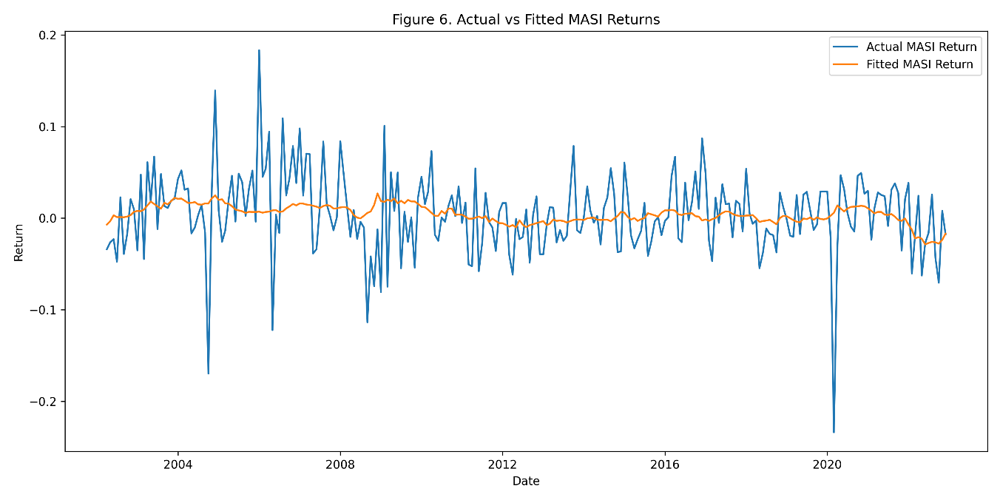 Figure 6. Actual vs Fitted MASI Returns
Actual MASI Return
Fitted MASI Return
0.2
0.1
0.0
−0.1
−0.2
Return
2004 2008 2012 2016 2020
Date